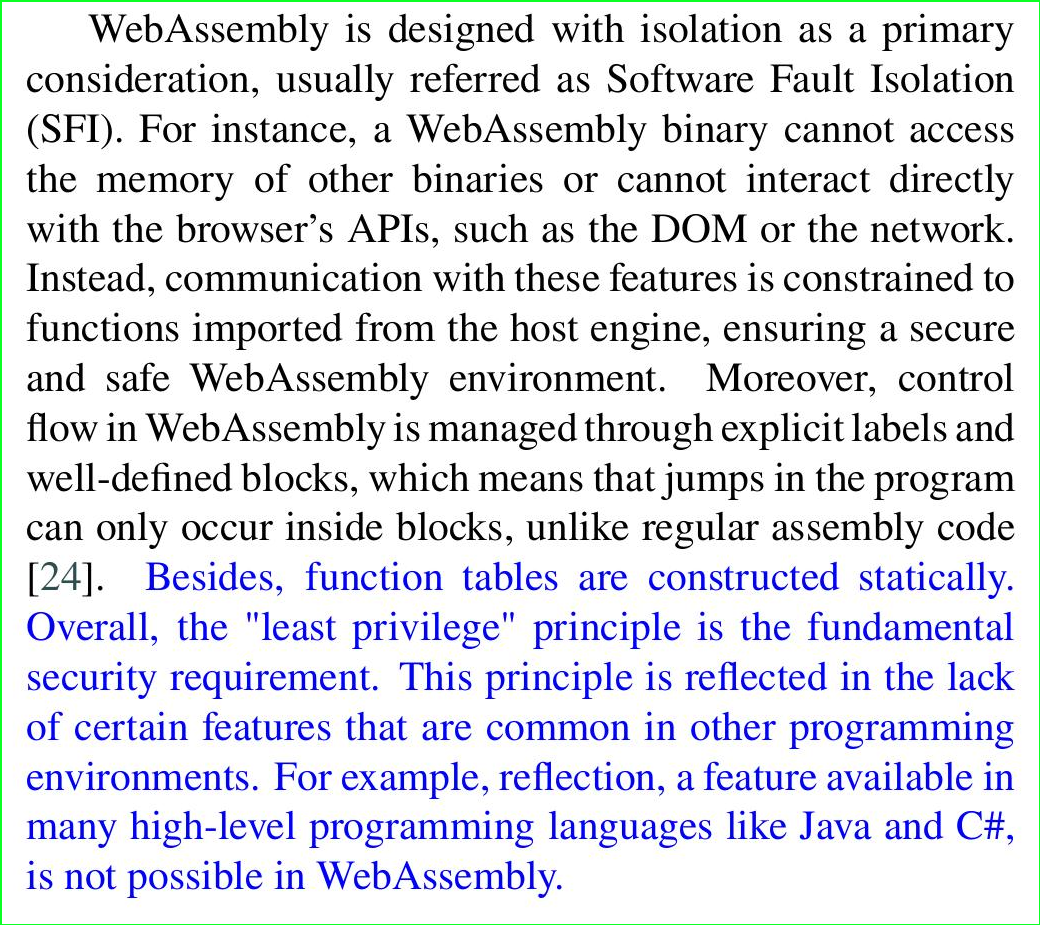 WebAssembly is designed with isolation as a primary
consideration, usually referred as Software Fault Isolation
(SFI). For instance, a WebAssembly binary cannot access
the memory of other binaries or cannot interact directly
with the browser’s APIs, such as the DOM or the network.
Instead, communication with these features is constrained to
functions imported from the host engine, ensuring a secure
and safe WebAssembly environment. Moreover, control
flow in WebAssembly is managed through explicit labels and
well-defined blocks, which means that jumps in the program
can only occur inside blocks, unlike regular assembly code
[24]. Besides, function tables are constructed statically.
Overall, the "least privilege" principle is the fundamental
security requirement. This principle is reflected in the lack
of certain features that are common in other programming
environments. For example, reflection, a feature available in
many high-level programming languages like Java and C#,
is not possible in WebAssembly.